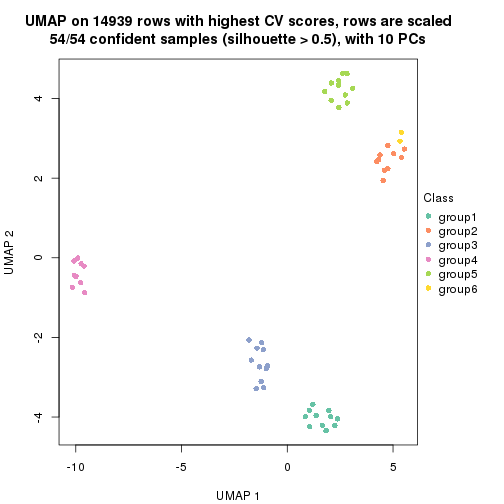 UMAP on 14939 rows with highest CV scores, rows are scaled
54/54 confident samples (silhouette > 0.5), with 10 PCs
4
2
0
-2
-4
UMAP 2
-10
-5
0
5
UMAP 1
Class
group1
group2
group3
group4
group5
group6